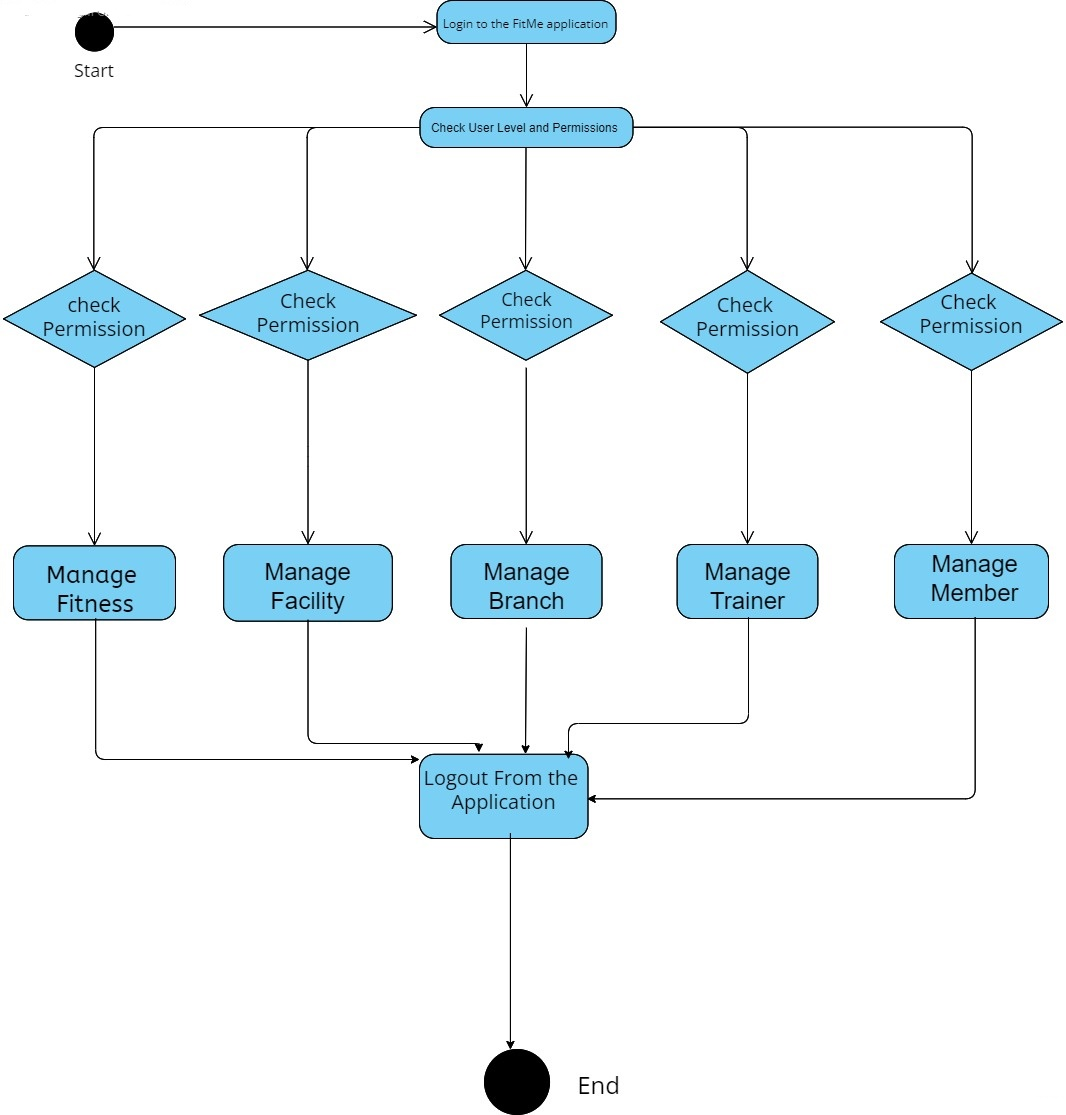 Login to the FitMe application
Start
Check User Level and Permissions
check
Permission
Check
Permission
Check
Permission
Check
Permission
Check
Permission
Manage
Fitness
Manage
Facility
Manage
Branch
Manage
Trainer
Manage
Member
Logout From the
Application
End